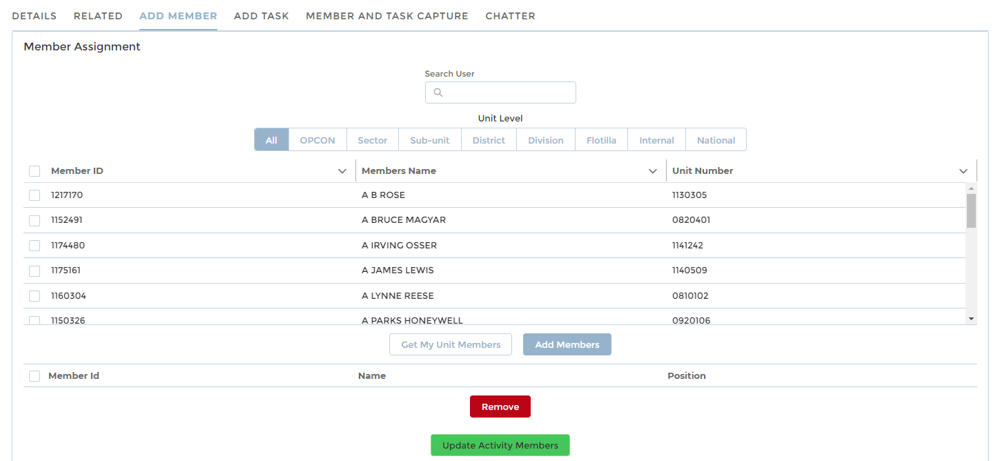 DETAILS RELATED ADD MEMBER ADD TASK MEMBER AND TASK CAPTURE CHATTER
Member Assignment
Search User
Unit Level
All OPCON Sector Sub-unit District Division Flotilla Internal National
Member ID Members Name Unit Number
1217170 A B ROSE 1130305
1152491 A BRUCE MAGYAR 0820401
1174480 A IRVING OSSER 1141242
1175161 A JAMES LEWIS 1140509
1160304 A LYNNE REESE 0810102
1150326 A PARKS HONEYWELL 0920106
Get My Unit Members Add Members
Member Id Name Position
Remove
Update Activity Members